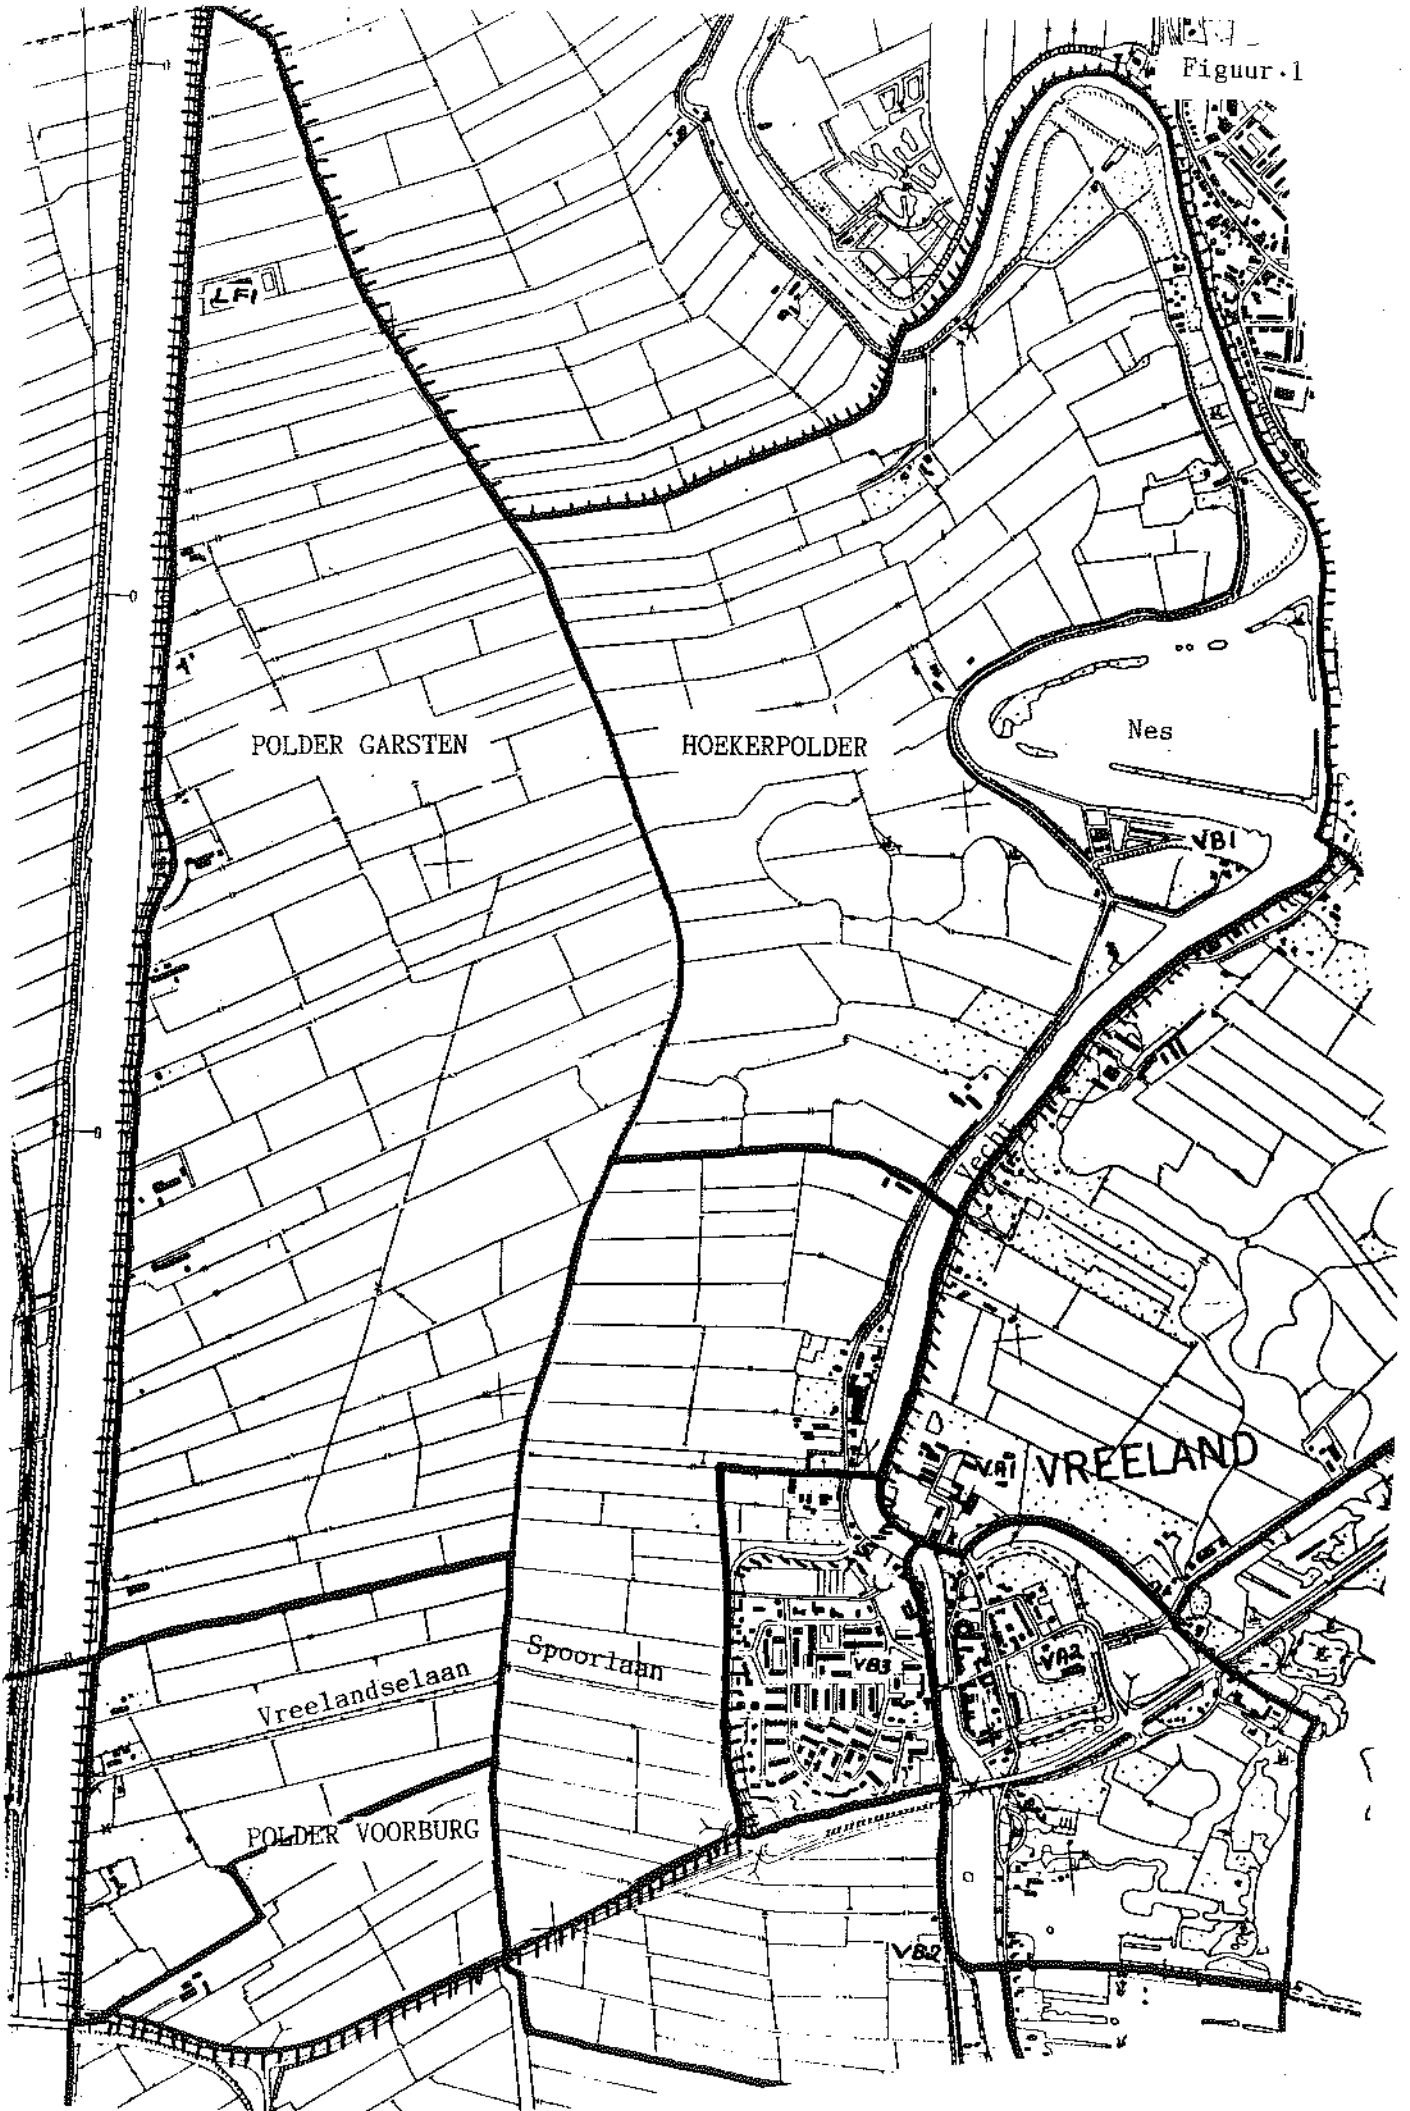 Figuur.1
LF1
POLDER GARSTEN
HOEKERPOLDER
Nes
VB1
Vecht
VA1 VREELAND
Spoorlaan
VB3
VA2
Vreelandselaan
POLDER VOORBURG
VB2